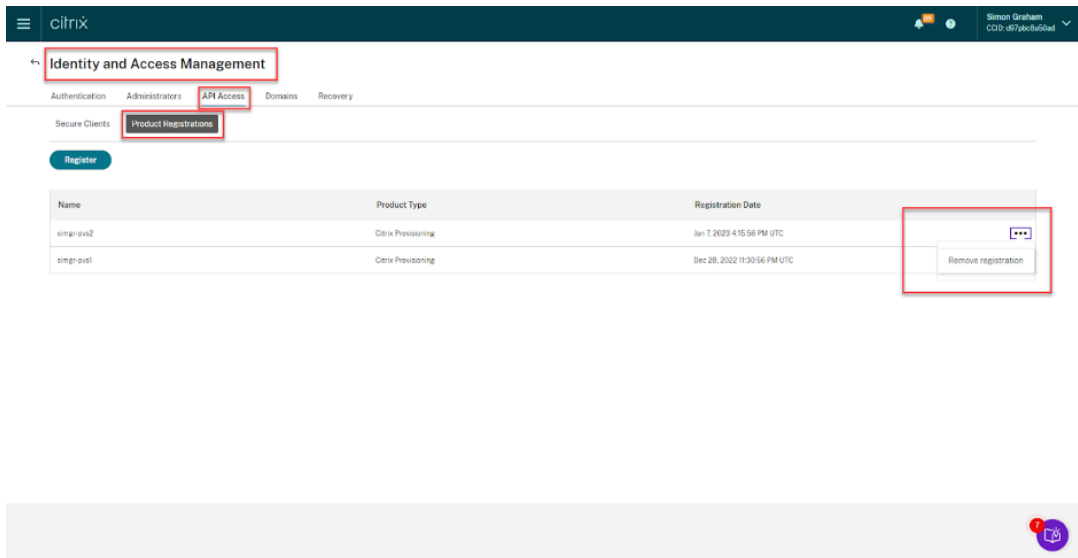 citrix
Simon Graham
CCID: d97pbc8a50ad
Identity and Access Management
Authentication Administrators API Access Domains Recovery
Secure Clients Product Registrations
Register
Name Product Type Registration Date
simgr-pvs2 Citrix Provisioning Jan 7, 2023 4:15:56 PM UTC
simgr-pvs1 Citrix Provisioning Dec 28, 2022 11:30:56 PM UTC
Remove registration
7